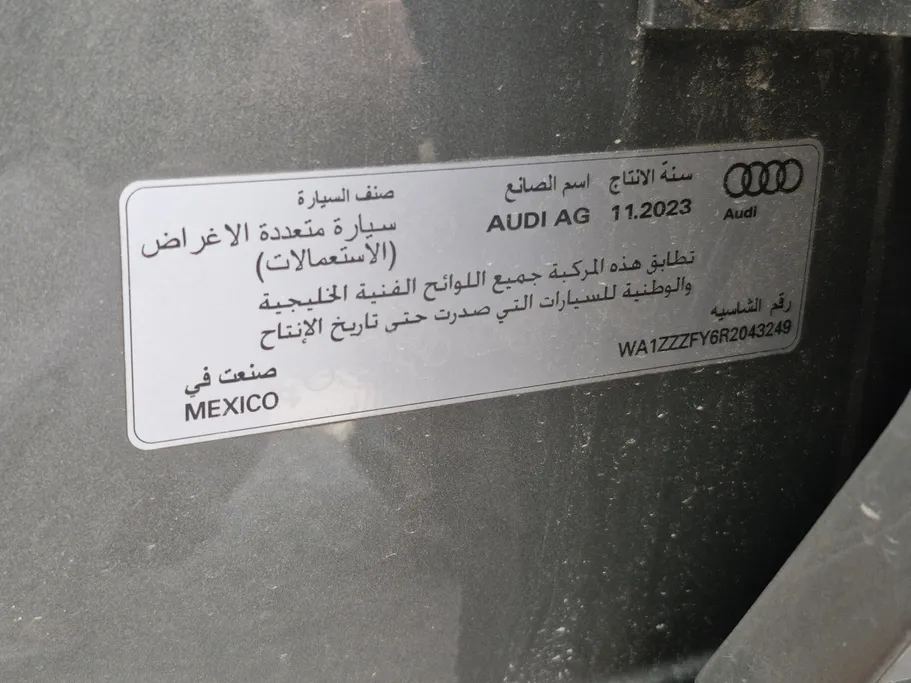 Audi
سنة الانتاج
11.2023
اسم الصانع
AUDI AG
صنف السيارة
سيارة متعددة الاغراض
(الاستعمالات)
تطابق هذه المركبة جميع اللوائح الفنية الخليجية
والوطنية للسيارات التي صدرت حتى تاريخ الإنتاج
رقم الشاسيه
WA1ZZZFY6R2043249
صنعت في
MEXICO